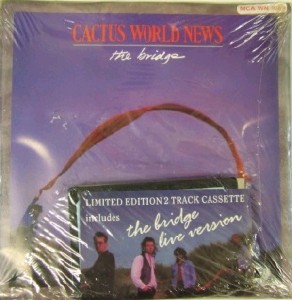 CACTUS WORLD NEWS
the bridge
LIMITED EDITION 2 TRACK CASSETTE
includes
the bridge
live version